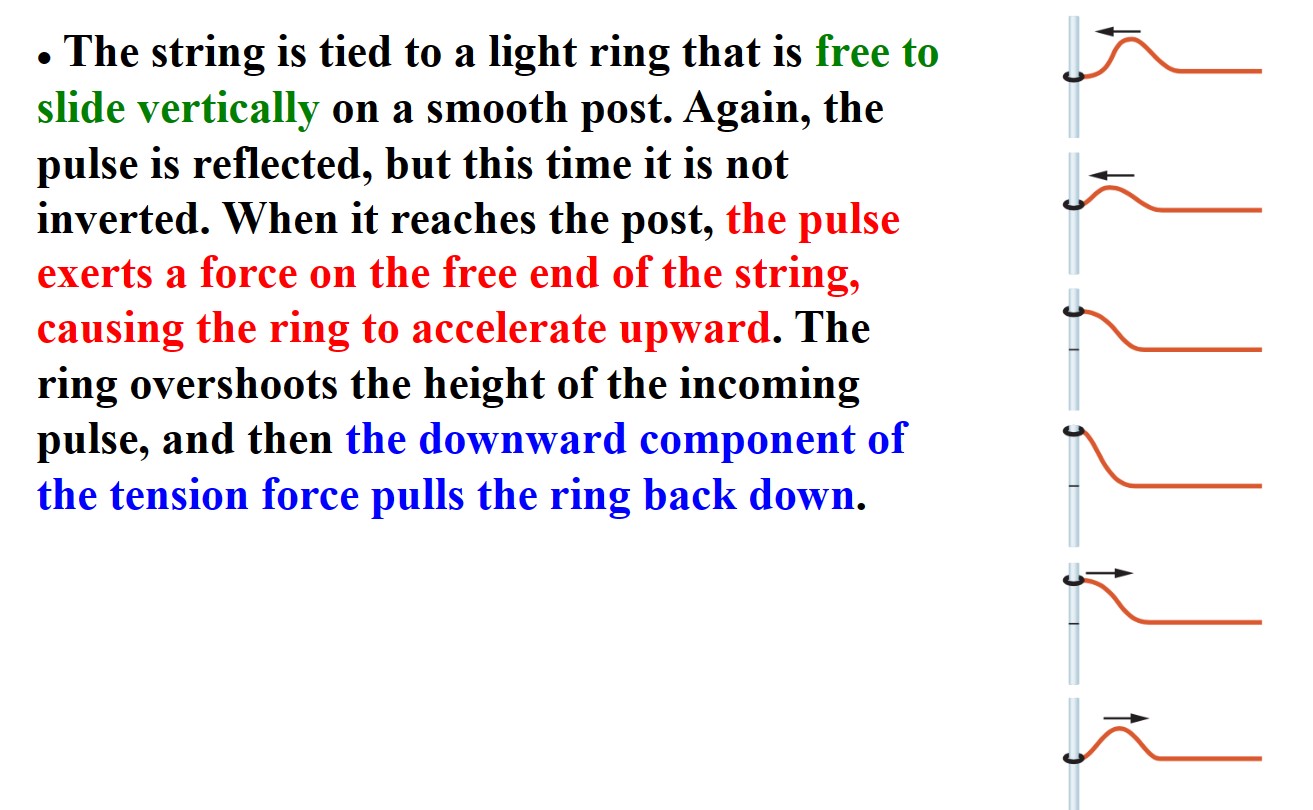 • The string is tied to a light ring that is free to
slide vertically on a smooth post. Again, the
pulse is reflected, but this time it is not
inverted. When it reaches the post, the pulse
exerts a force on the free end of the string,
causing the ring to accelerate upward. The
ring overshoots the height of the incoming
pulse, and then the downward component of
the tension force pulls the ring back down.